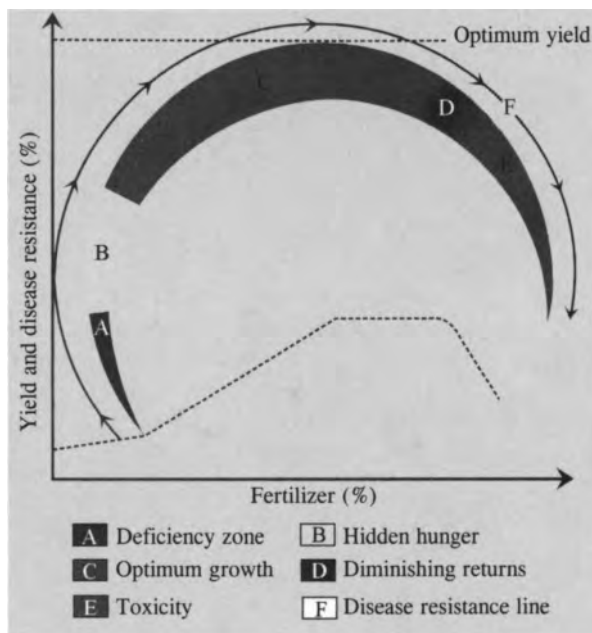 Optimum yield
C
D
F
E
B
A
Yield and disease resistance (%)
Fertilizer (%)
A Deficiency zone
B Hidden hunger
C Optimum growth
D Diminishing returns
E Toxicity
F Disease resistance line